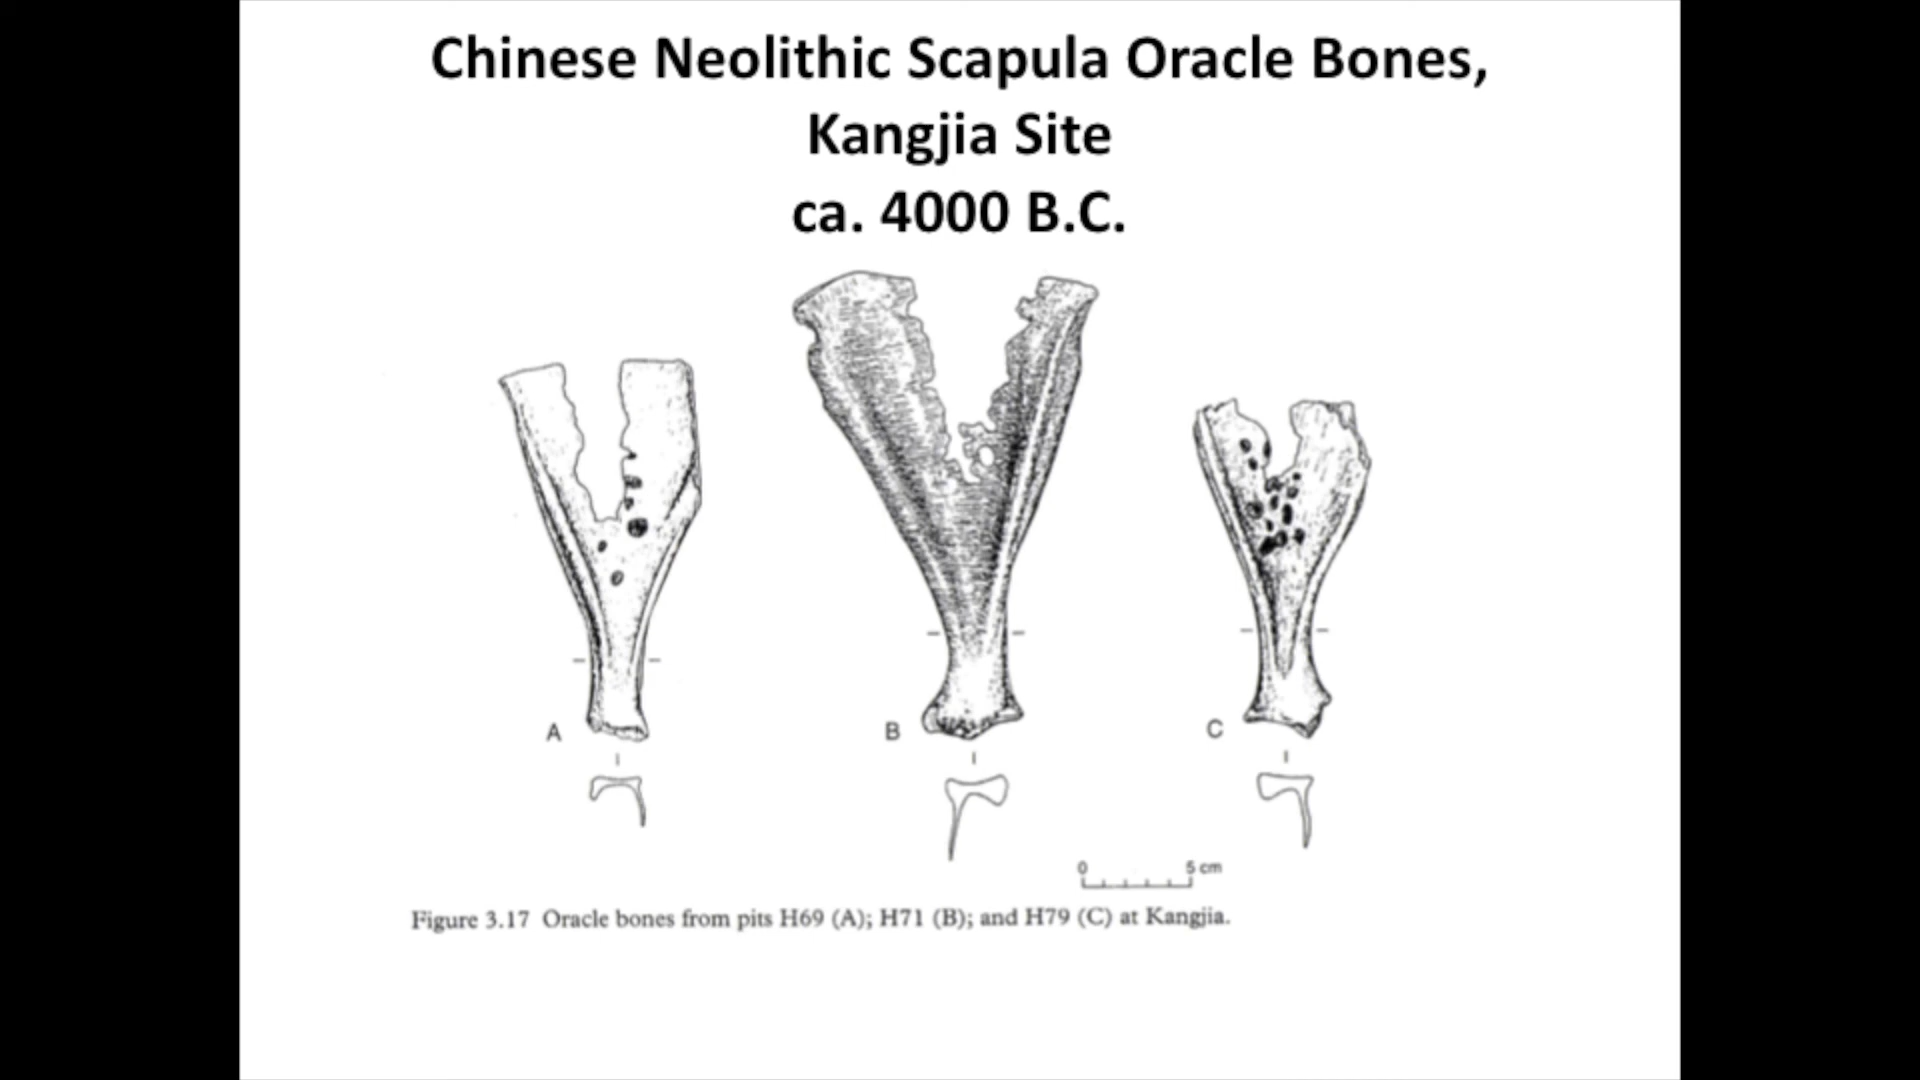 Chinese Neolithic Scapula Oracle Bones,
Kangjia Site
ca. 4000 B.C.
A
B
C
0 5 cm
Figure 3.17 Oracle bones from pits H69 (A); H71 (B); and H79 (C) at Kangjia.